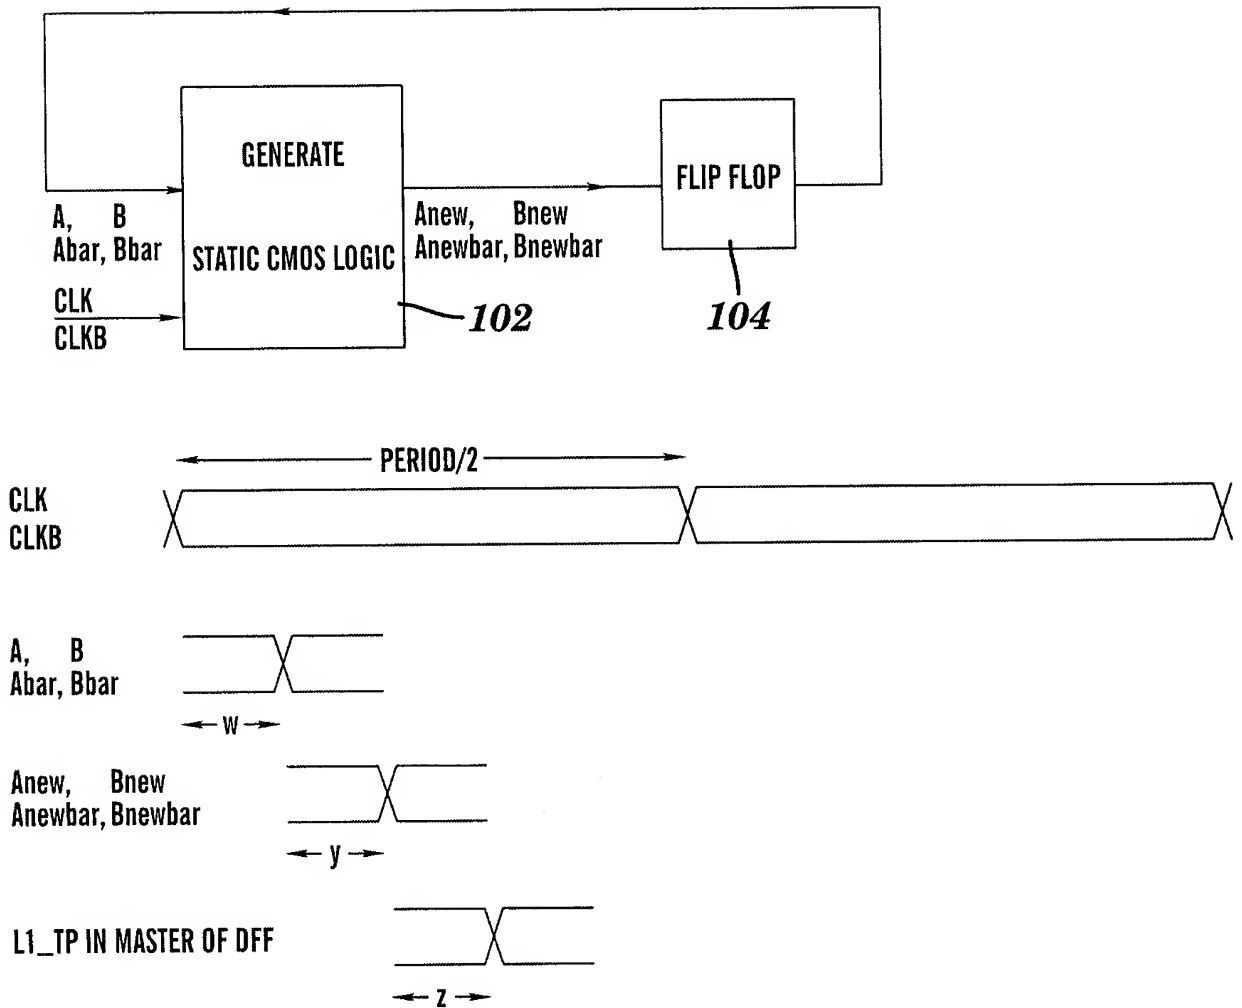 GENERATE
STATIC CMOS LOGIC
FLIP FLOP
A, B
Abar, Bbar
Anew, Bnew
Anewbar, Bnewbar
CLK
CLKB
102
104
PERIOD/2
CLK
CLKB
A, B
Abar, Bbar
w
Anew, Bnew
Anewbar, Bnewbar
y
L1_TP IN MASTER OF DFF
z